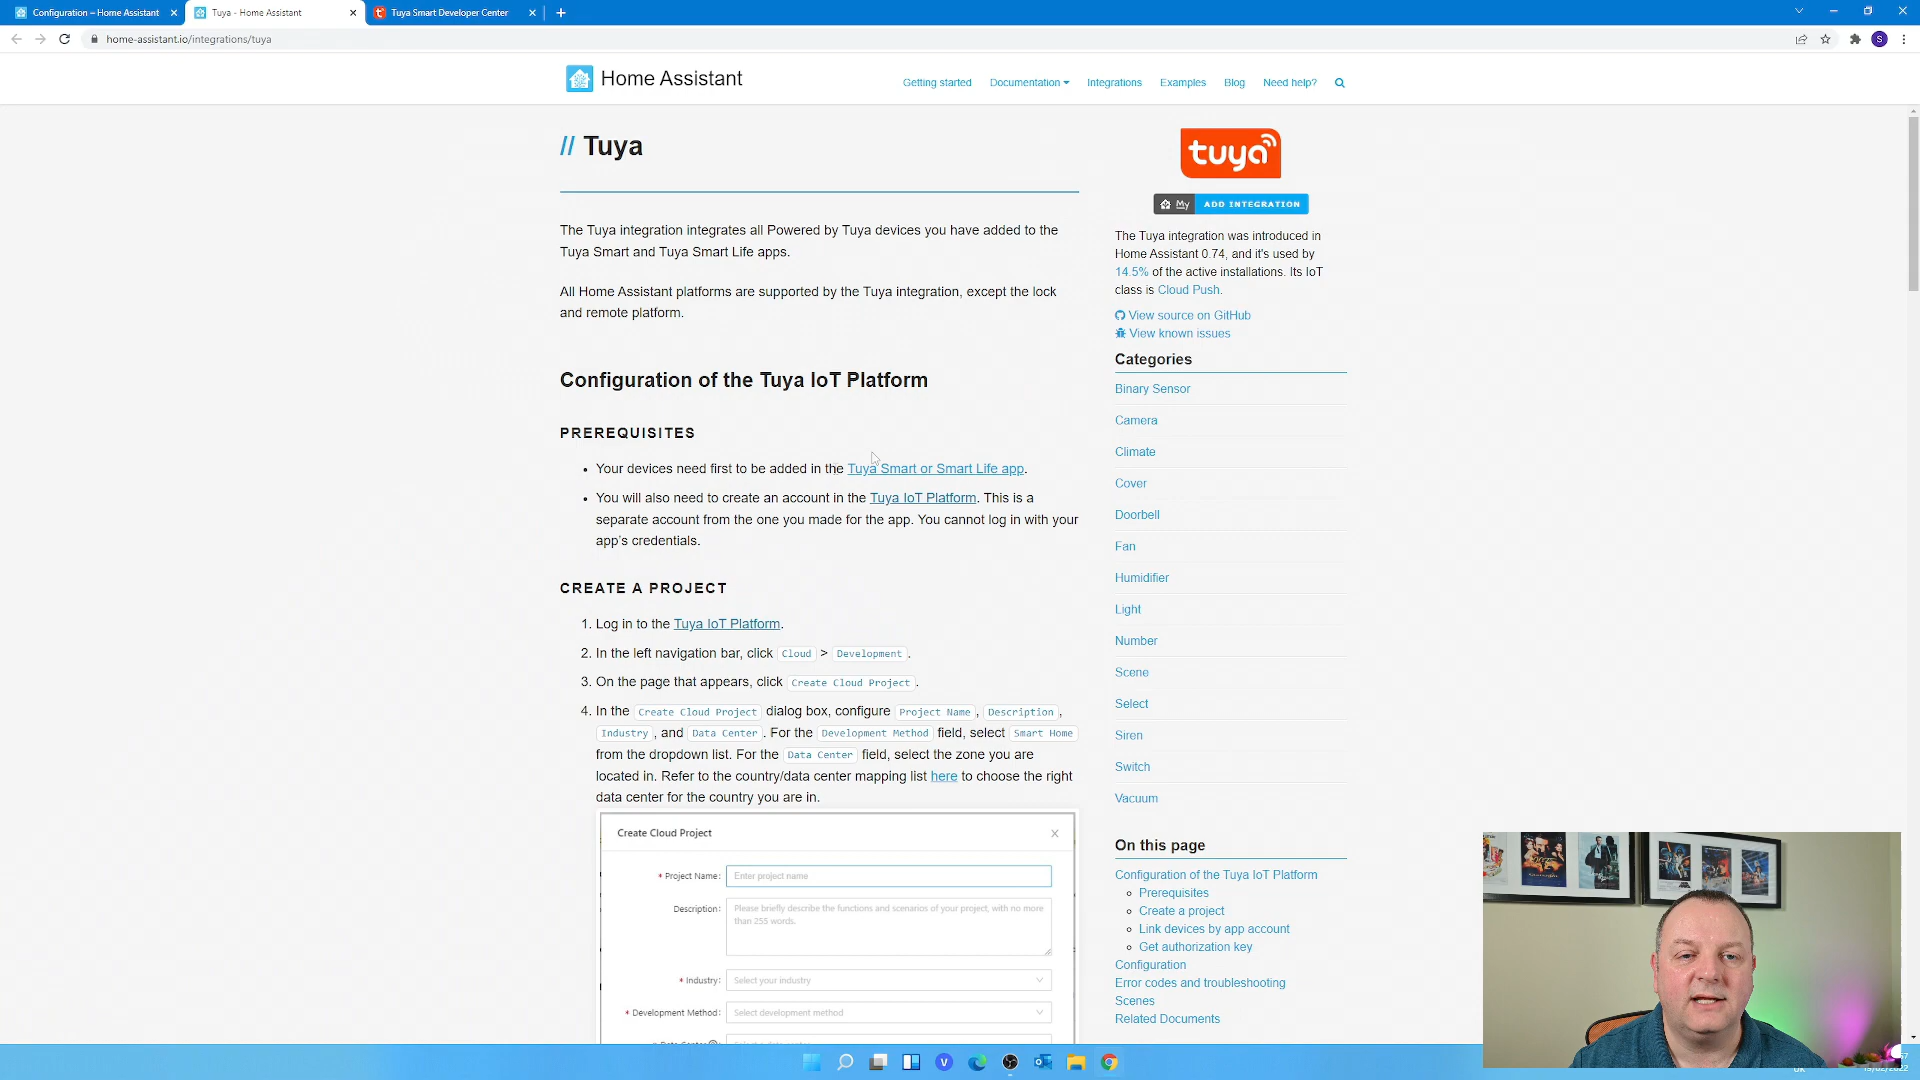 Configuration – Home Assistant
Tuya - Home Assistant
Tuya Smart Developer Center
home-assistant.io/integrations/tuya
S
Home Assistant
Getting started
Documentation
Integrations
Examples
Blog
Need help?
// Tuya
The Tuya integration integrates all Powered by Tuya devices you have added to the
Tuya Smart and Tuya Smart Life apps.
All Home Assistant platforms are supported by the Tuya integration, except the lock
and remote platform.
Configuration of the Tuya IoT Platform
PREREQUISITES
• Your devices need first to be added in the Tuya Smart or Smart Life app.
• You will also need to create an account in the Tuya IoT Platform. This is a
separate account from the one you made for the app. You cannot log in with your
app's credentials.
CREATE A PROJECT
1. Log in to the Tuya IoT Platform.
2. In the left navigation bar, click Cloud > Development.
3. On the page that appears, click Create Cloud Project.
4. In the Create Cloud Project dialog box, configure Project Name, Description,
Industry, and Data Center. For the Development Method field, select Smart Home
from the dropdown list. For the Data Center field, select the zone you are
located in. Refer to the country/data center mapping list here to choose the right
data center for the country you are in.
Create Cloud Project
* Project Name: Enter project name
Description: Please briefly describe the functions and scenarios of your project, with no more
than 255 words.
* Industry: Select your industry
* Development Method: Select development method
tuya
My ADD INTEGRATION
The Tuya integration was introduced in
Home Assistant 0.74, and it's used by
14.5% of the active installations. Its IoT
class is Cloud Push.
View source on GitHub
View known issues
Categories
Binary Sensor
Camera
Climate
Cover
Doorbell
Fan
Humidifier
Light
Number
Scene
Select
Siren
Switch
Vacuum
On this page
Configuration of the Tuya IoT Platform
Prerequisites
Create a project
Link devices by app account
Get authorization key
Configuration
Error codes and troubleshooting
Scenes
Related Documents